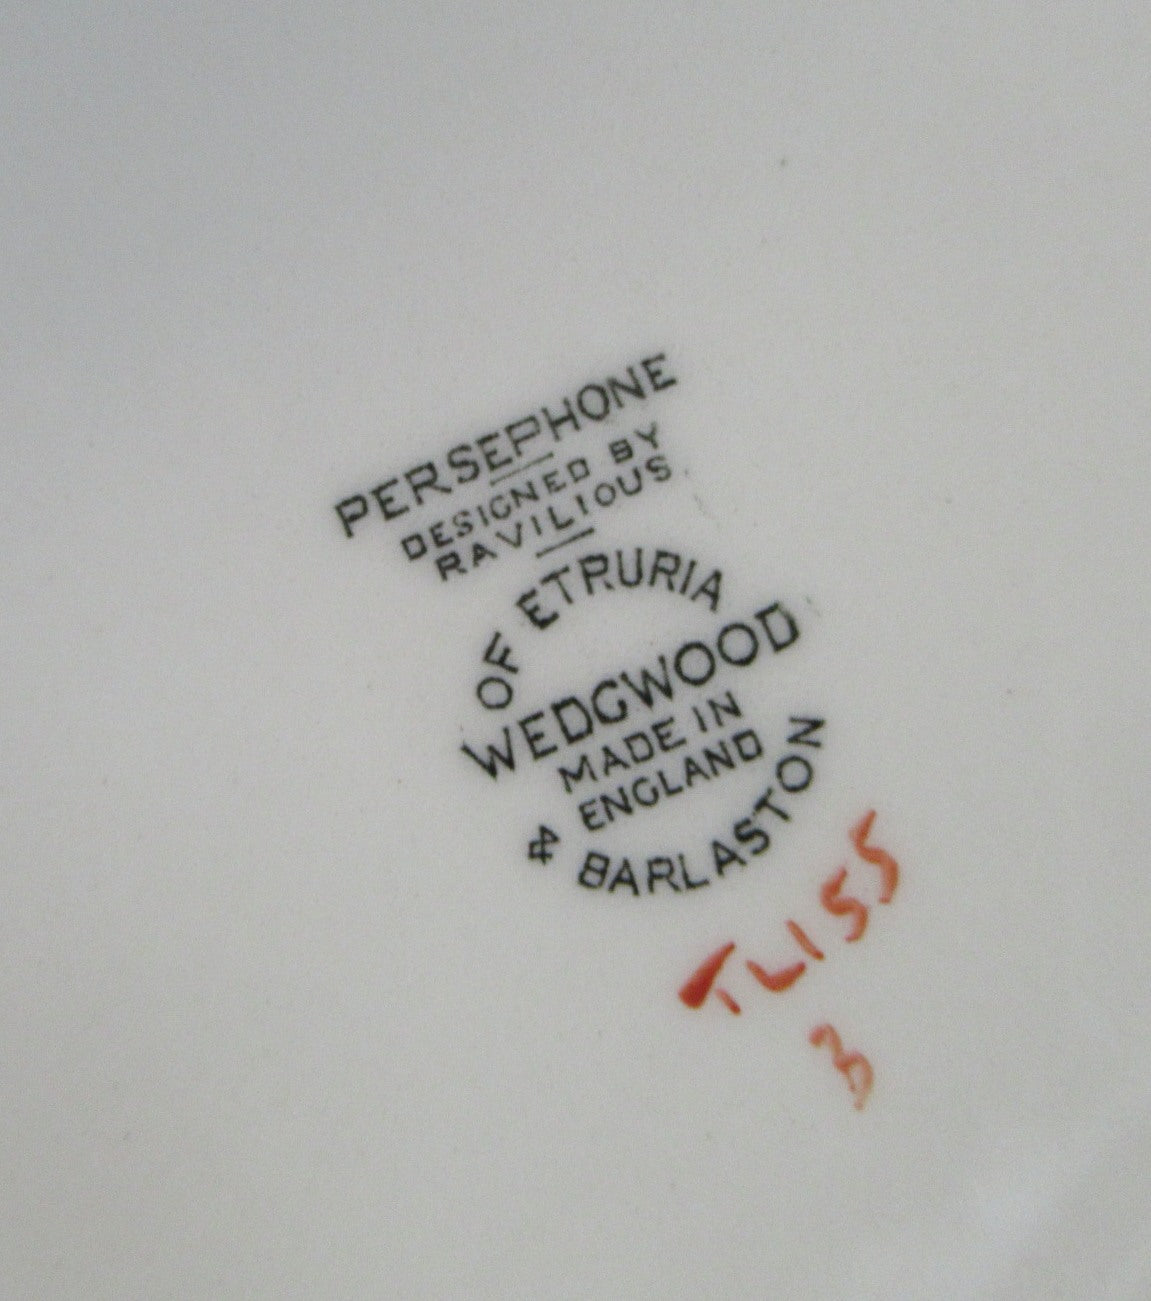 PERSEPHONE
DESIGNED BY
RAVILIOUS
OF ETRURIA
WEDGWOOD
MADE IN
ENGLAND
& BARLASTON
TL155
3